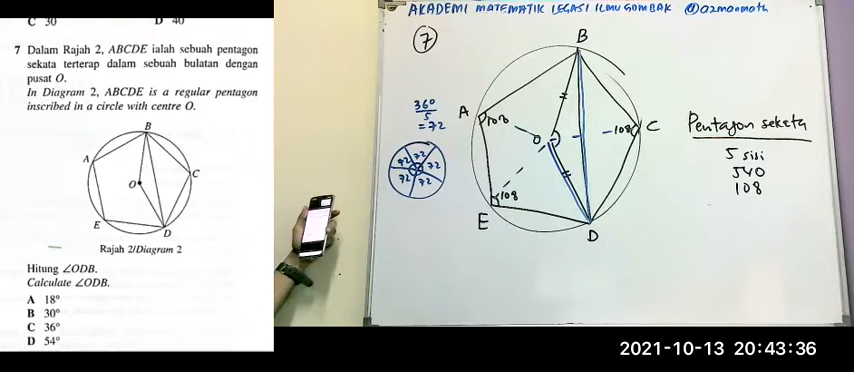 C 30 D 40
7 Dalam Rajah 2, ABCDE ialah sebuah pentagon
sekata terterap dalam sebuah bulatan dengan
pusat O.
In Diagram 2, ABCDE is a regular pentagon
inscribed in a circle with centre O.
B
A
C
O
E
D
Rajah 2/Diagram 2
Hitung ∠ODB.
Calculate ∠ODB.
A 18°
B 30°
C 36°
D 54°
AKADEMI MATEMATIK LEGASI ILMU GOMBAK @azmanmath
7
B
360/5
= 72
A
108
O
108
C
72 72
72
72 72
108
E
D
Pentagon seketa
5 sisi
540
108
2021-10-13 20:43:36